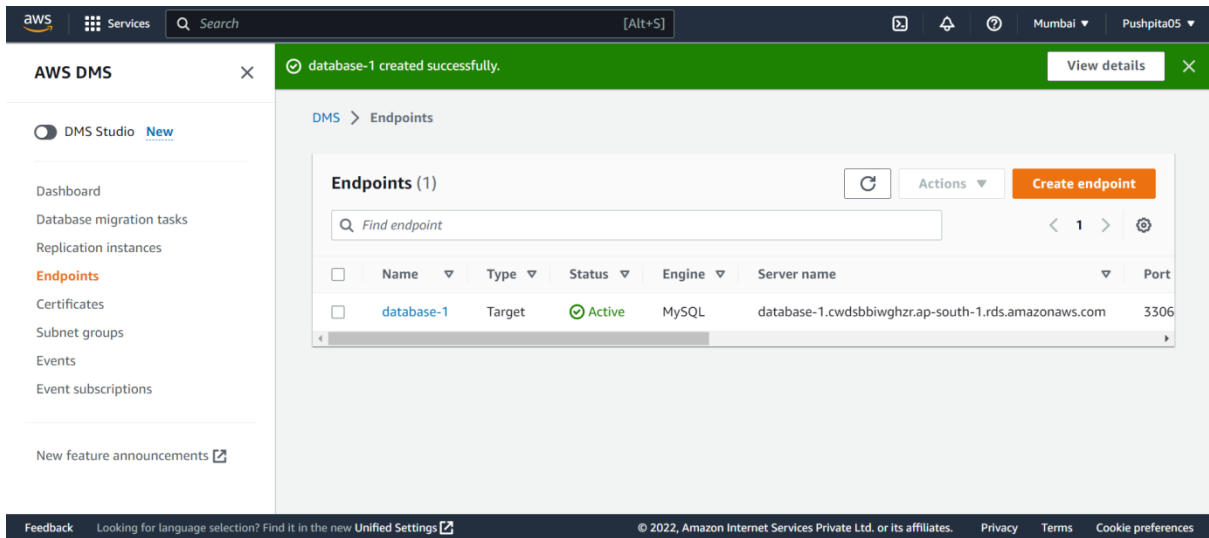 aws Services Search [Alt+S] Mumbai Pushpita05
AWS DMS
database-1 created successfully. View details
DMS Studio New
DMS Endpoints
Dashboard
Database migration tasks
Replication instances
Endpoints
Certificates
Subnet groups
Events
Event subscriptions
New feature announcements
Endpoints (1) Actions Create endpoint
Find endpoint 1
Name Type Status Engine Server name Port
database-1 Target Active MySQL database-1.cwdsbbiwghzr.ap-south-1.rds.amazonaws.com 3306
Feedback Looking for language selection? Find it in the new Unified Settings © 2022, Amazon Internet Services Private Ltd. or its affiliates. Privacy Terms Cookie preferences